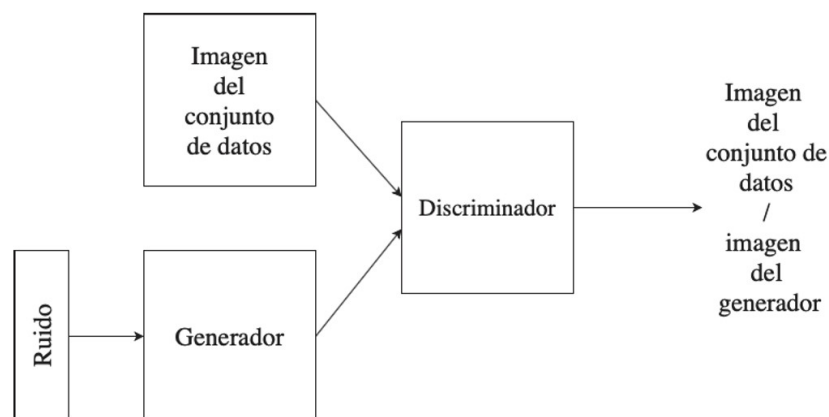 Imagen
del
conjunto
de datos
Discriminador
Imagen
del
conjunto de
datos
/
imagen
del
generador
Ruido
Generador